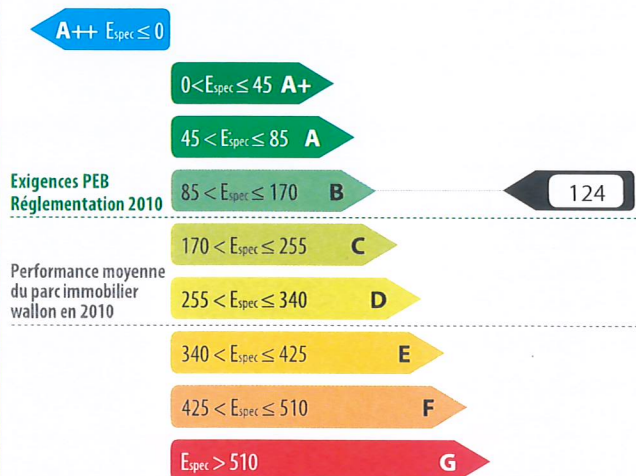 A++ Espec ≤ 0
0 < Espec ≤ 45 A+
45 < Espec ≤ 85 A
Exigences PEB
Réglementation 2010
85 < Espec ≤ 170 B
124
170 < Espec ≤ 255 C
Performance moyenne
du parc immobilier
wallon en 2010
255 < Espec ≤ 340 D
340 < Espec ≤ 425 E
425 < Espec ≤ 510 F
Espec > 510 G